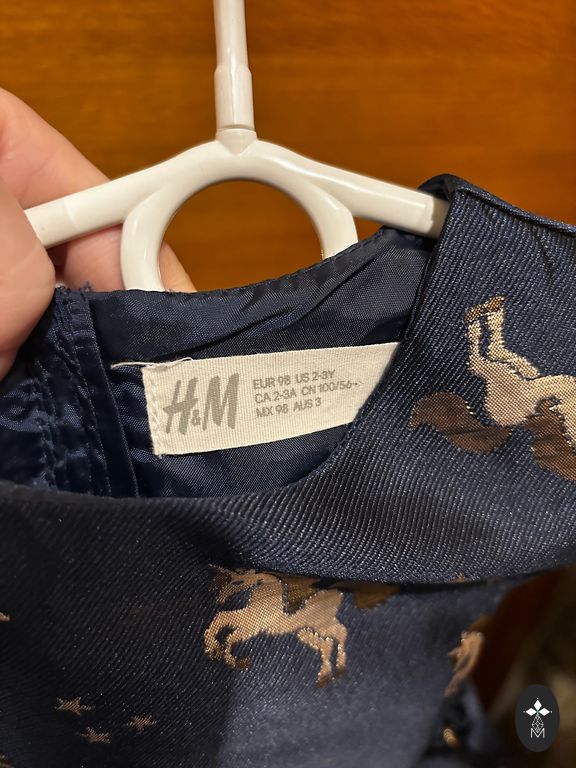 H&M
EUR 98 US 2-3Y
CA 2-3A CN 100/56
MX 98 AUS 3
M